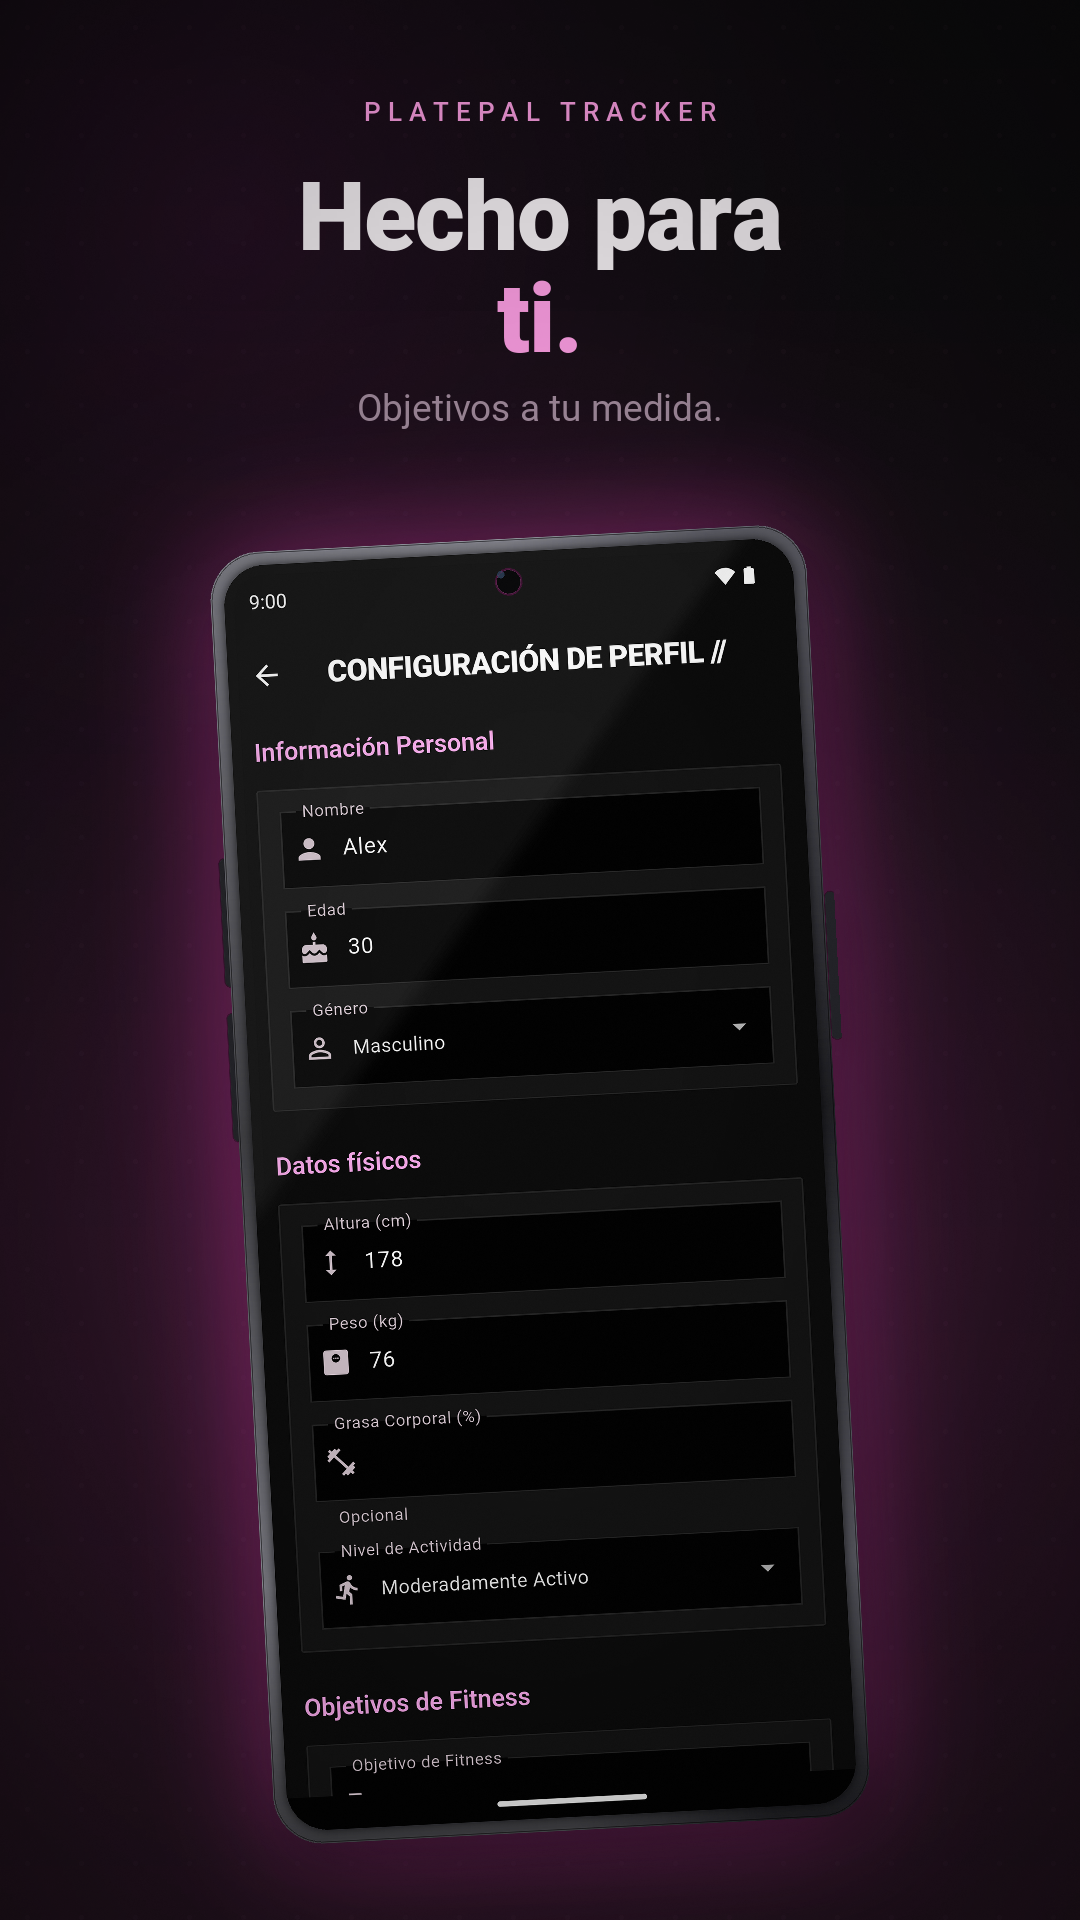 PLATEPAL TRACKER
Hecho para
ti.
Objetivos a tu medida.
9:00
CONFIGURACIÓN DE PERFIL //
Información Personal
Nombre
Alex
Edad
30
Género
Masculino
Datos físicos
Altura (cm)
178
Peso (kg)
76
Grasa Corporal (%)
Opcional
Nivel de Actividad
Moderadamente Activo
Objetivos de Fitness
Objetivo de Fitness